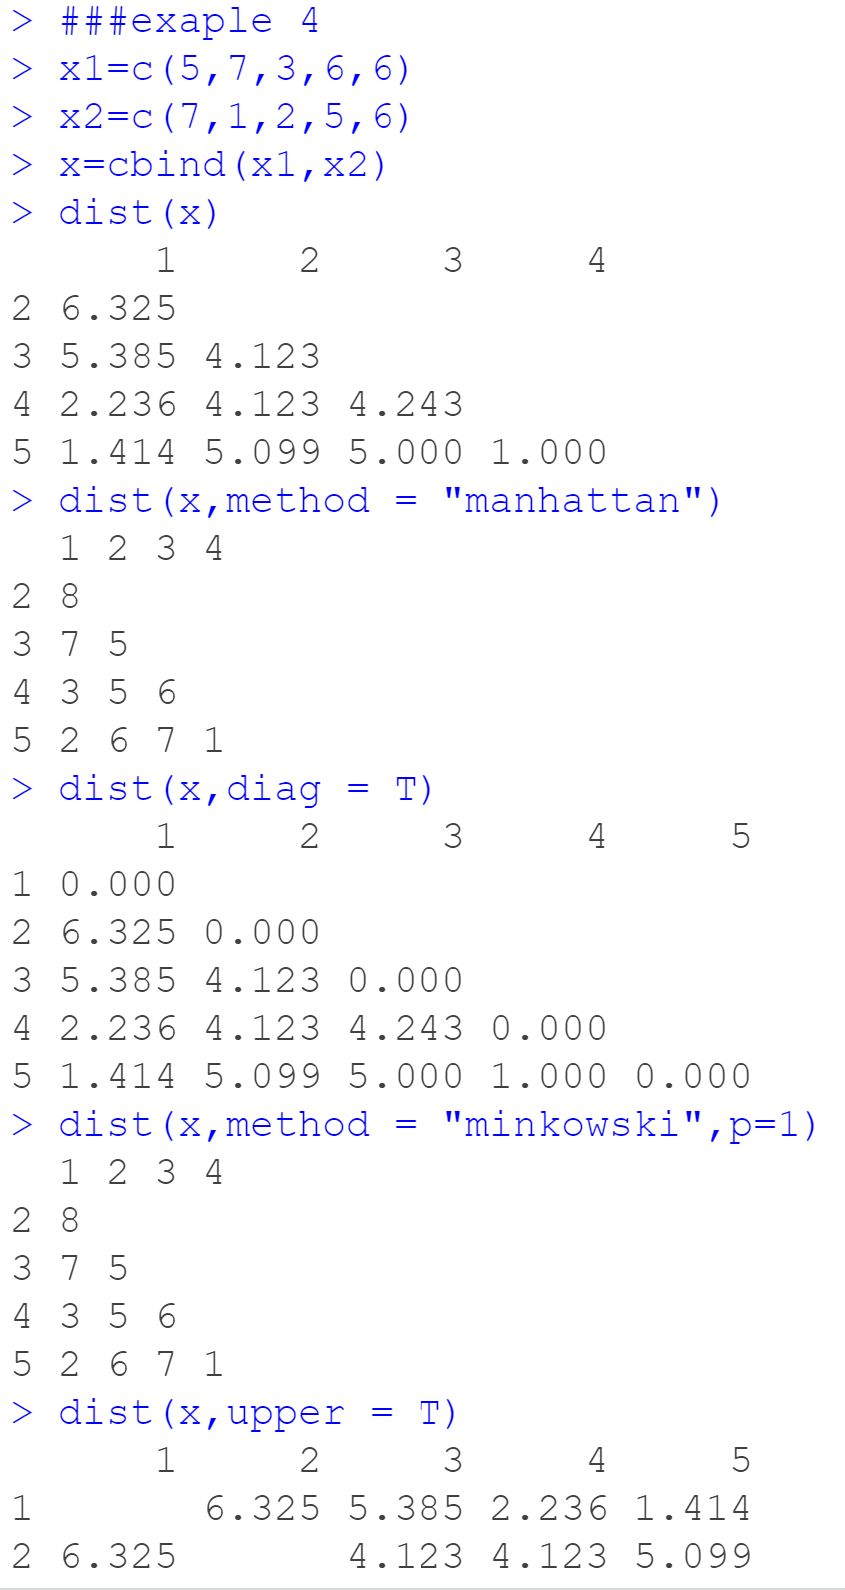 > ###exaple 4
> x1=c(5,7,3,6,6)
> x2=c(7,1,2,5,6)
> x=cbind(x1,x2)
> dist(x)
      1     2     3     4
2 6.325
3 5.385 4.123
4 2.236 4.123 4.243
5 1.414 5.099 5.000 1.000
> dist(x,method = "manhattan")
  1 2 3 4
2 8
3 7 5
4 3 5 6
5 2 6 7 1
> dist(x,diag = T)
      1     2     3     4     5
1 0.000
2 6.325 0.000
3 5.385 4.123 0.000
4 2.236 4.123 4.243 0.000
5 1.414 5.099 5.000 1.000 0.000
> dist(x,method = "minkowski",p=1)
  1 2 3 4
2 8
3 7 5
4 3 5 6
5 2 6 7 1
> dist(x,upper = T)
      1     2     3     4     5
1       6.325 5.385 2.236 1.414
2 6.325       4.123 4.123 5.099